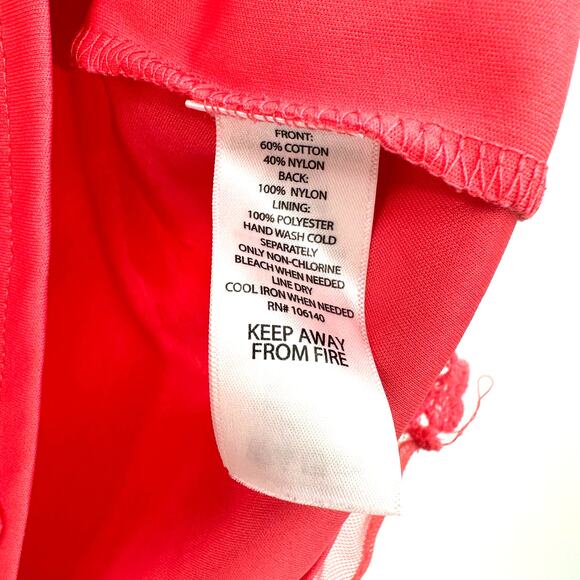 FRONT:
60% COTTON
40% NYLON
BACK:
100% NYLON
LINING:
100% POLYESTER
HAND WASH COLD
SEPARATELY
ONLY NON-CHLORINE
BLEACH WHEN NEEDED
LINE DRY
COOL IRON WHEN NEEDED
RN# 106140
KEEP AWAY
FROM FIRE